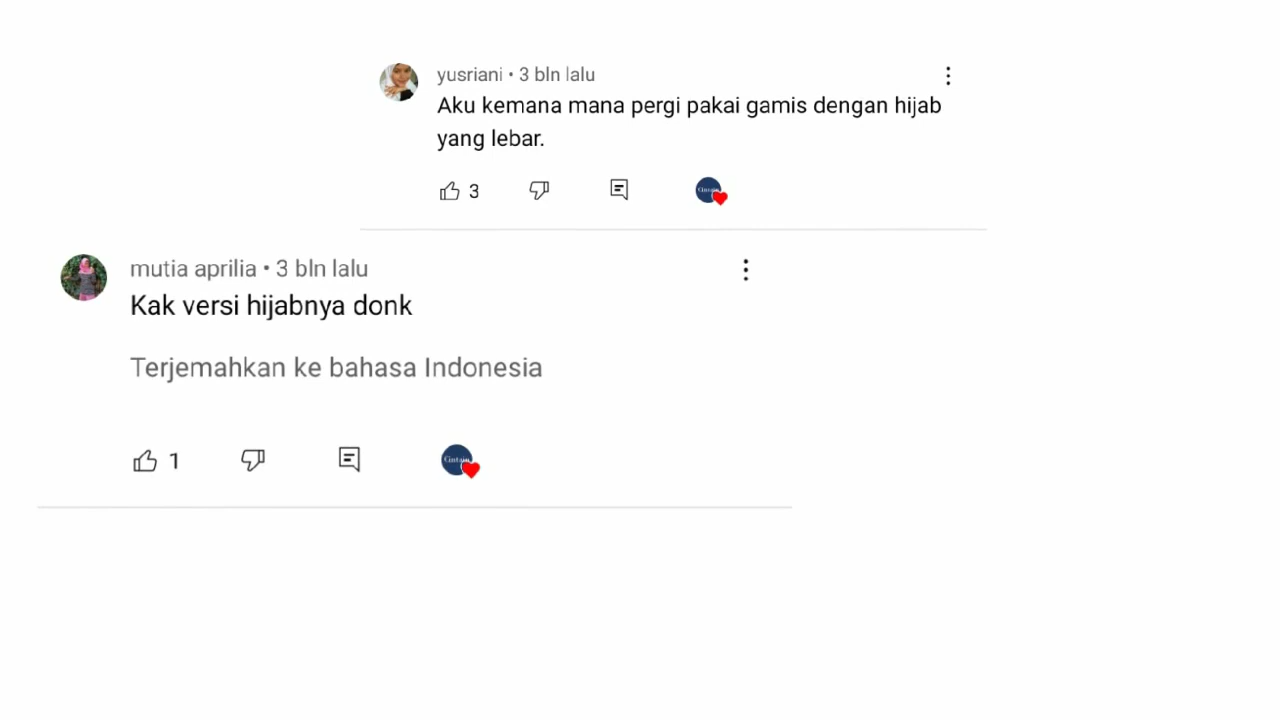 yusriani • 3 bln lalu
Aku kemana mana pergi pakai gamis dengan hijab
yang lebar.
3
mutia aprilia • 3 bln lalu
Kak versi hijabnya donk
Terjemahkan ke bahasa Indonesia
1